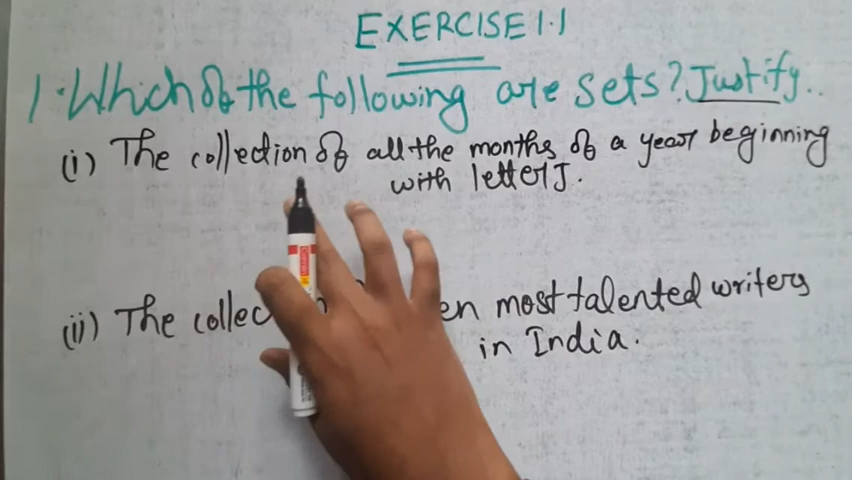 EXERCISE 1.1
1. Which of the following are sets? Justify..
(i) The collection of all the months of a year beginning
with letter J.
(ii) The collec en most talented writers
in India.